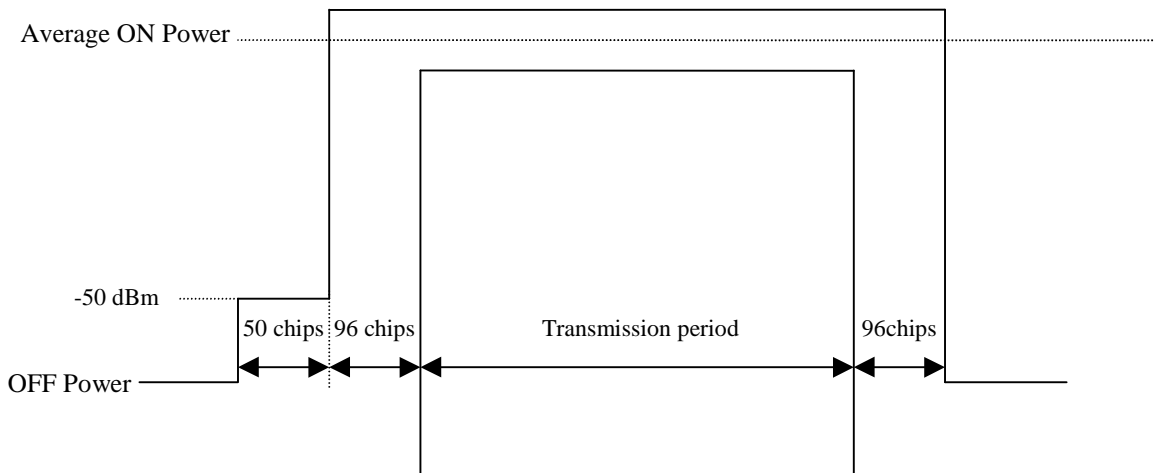 Average ON Power
-50 dBm
50 chips 96 chips Transmission period 96chips
OFF Power